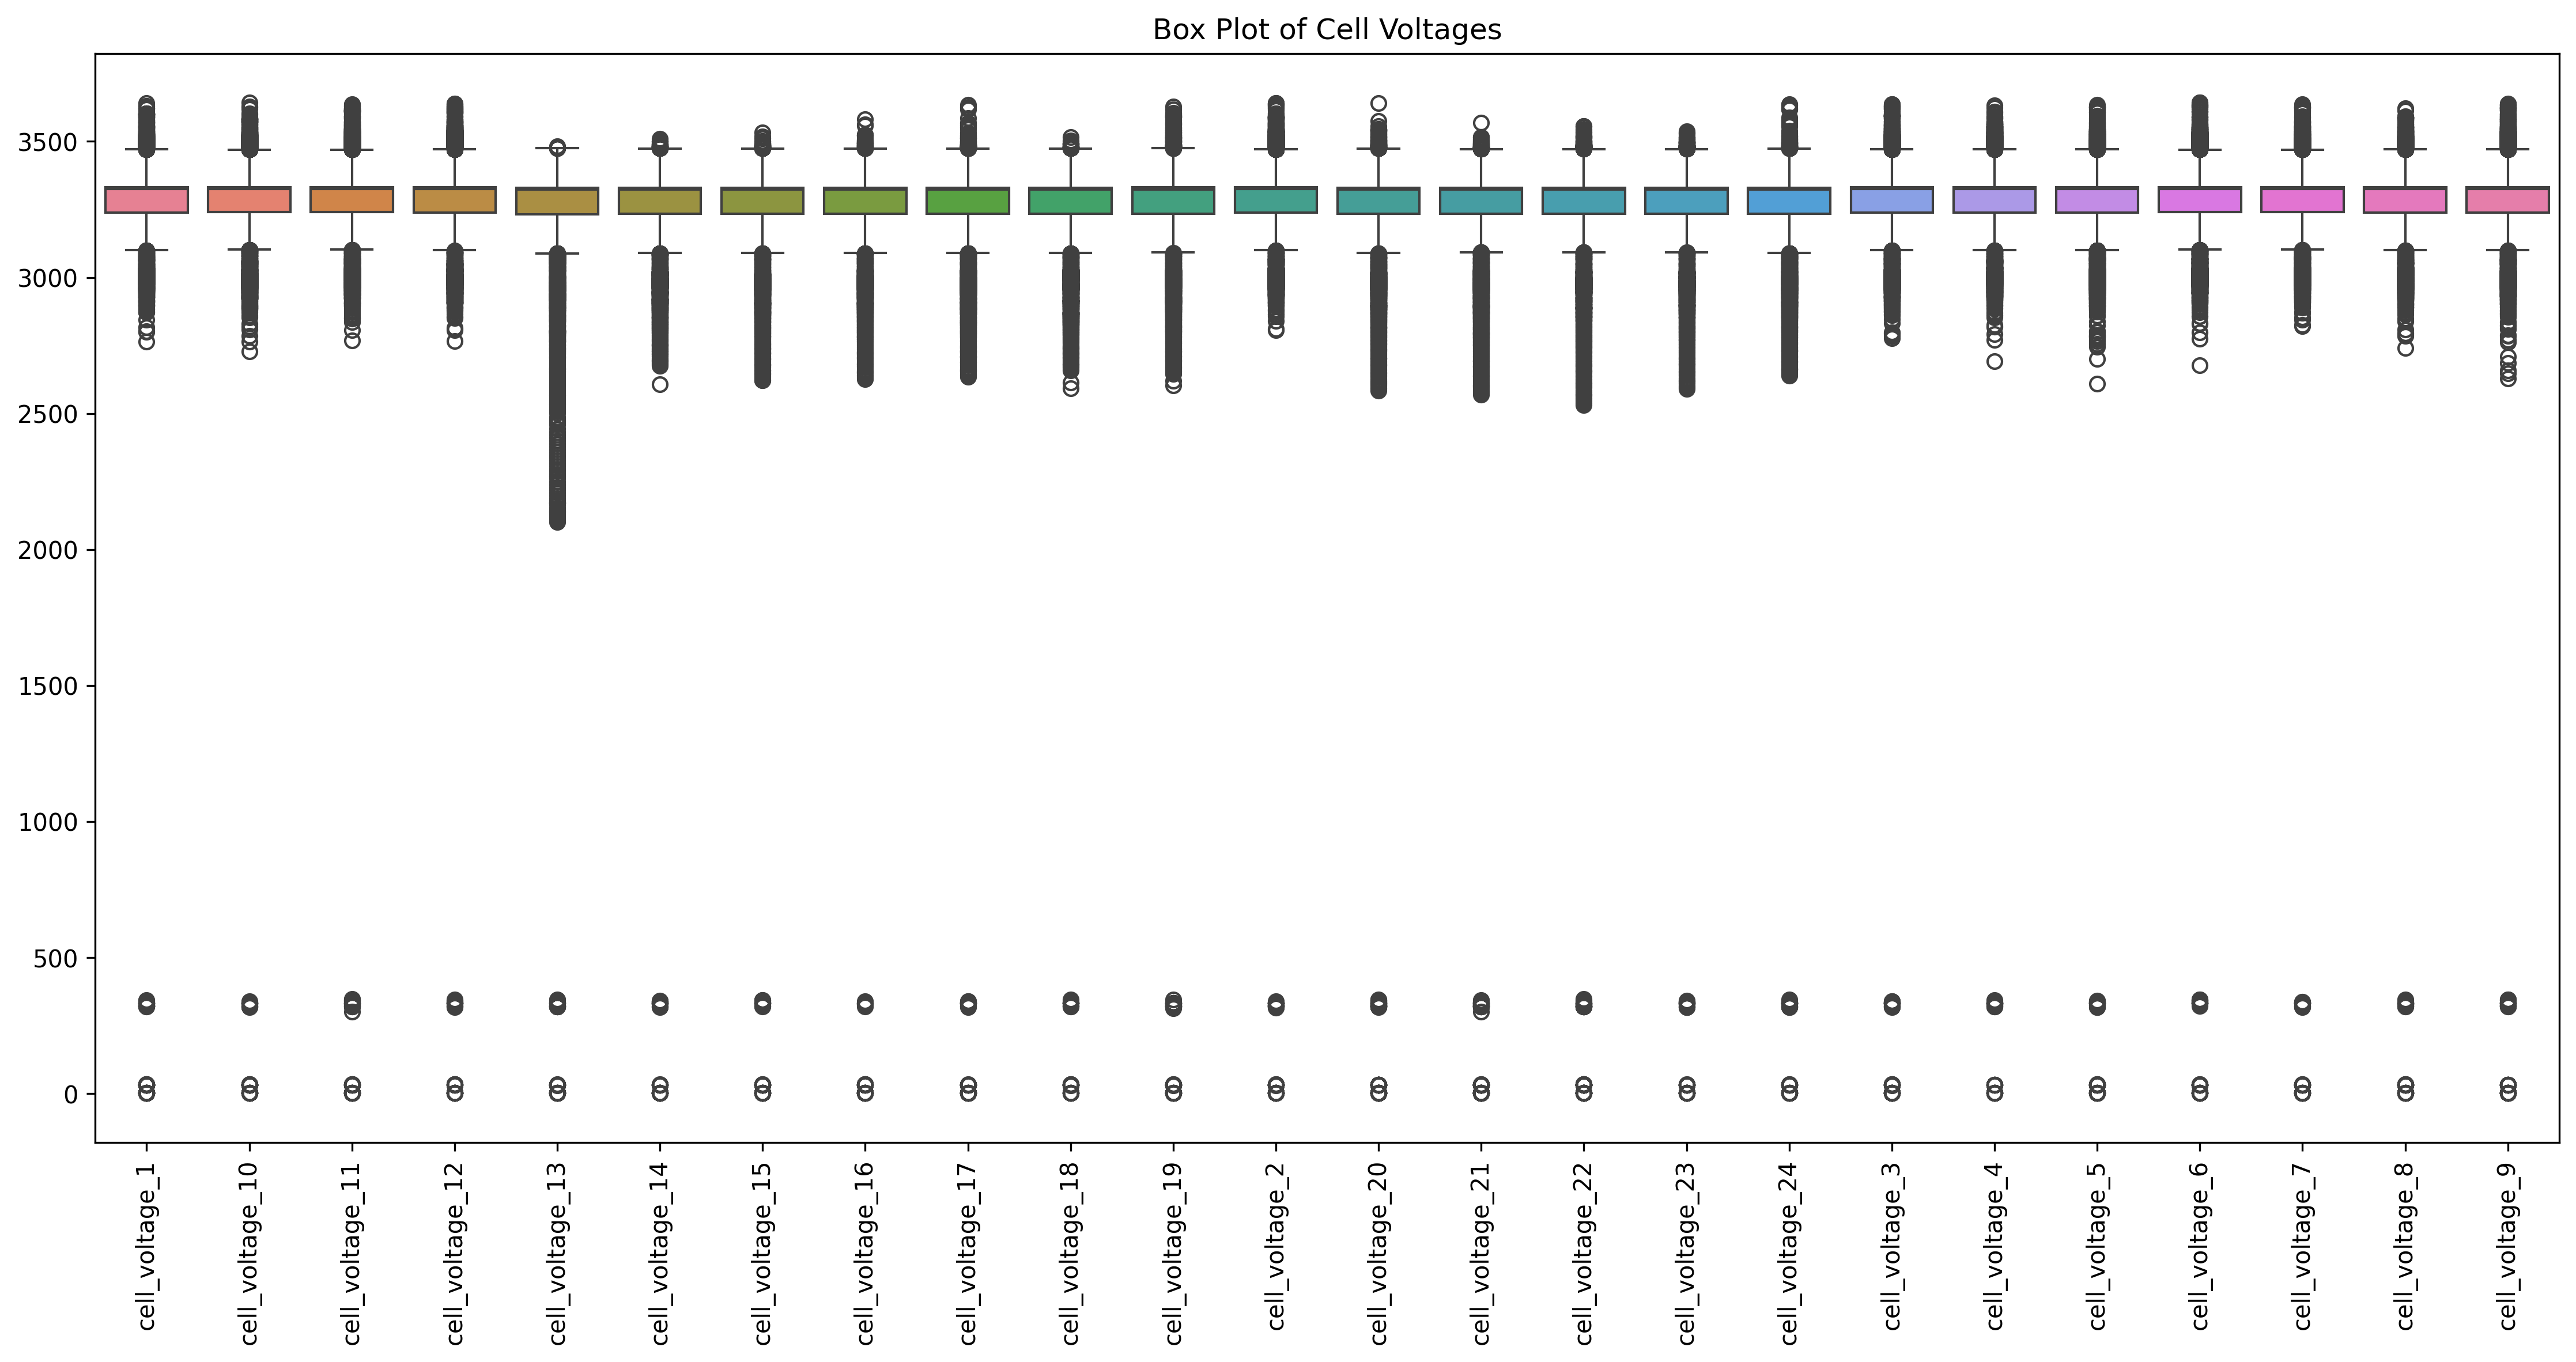 Box Plot of Cell Voltages
3500
3000
2500
2000
1500
1000
500
0
cell_voltage_1
cell_voltage_10
cell_voltage_11
cell_voltage_12
cell_voltage_13
cell_voltage_14
cell_voltage_15
cell_voltage_16
cell_voltage_17
cell_voltage_18
cell_voltage_19
cell_voltage_2
cell_voltage_20
cell_voltage_21
cell_voltage_22
cell_voltage_23
cell_voltage_24
cell_voltage_3
cell_voltage_4
cell_voltage_5
cell_voltage_6
cell_voltage_7
cell_voltage_8
cell_voltage_9